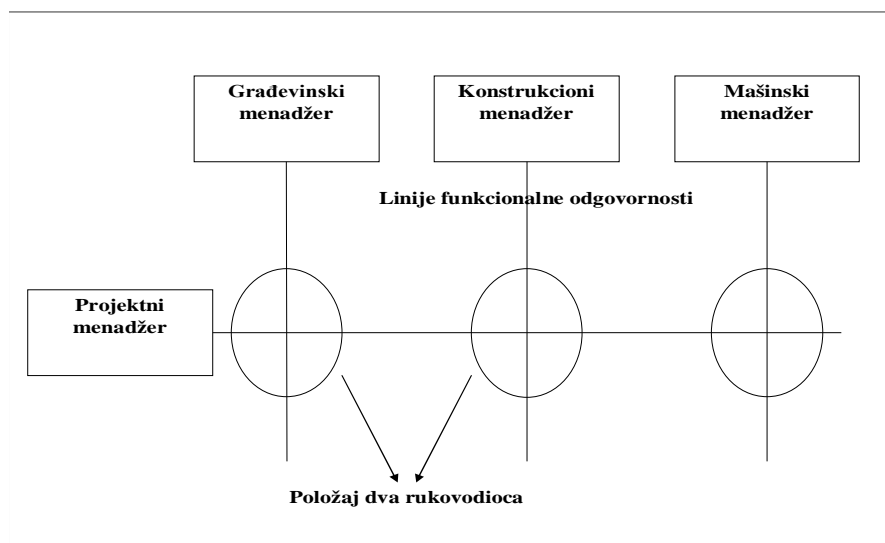 Građevinski
menadžer
Konstrukcioni
menadžer
Mašinski
menadžer
Linije funkcionalne odgovornosti
Projektni
menadžer
Položaj dva rukovodioca